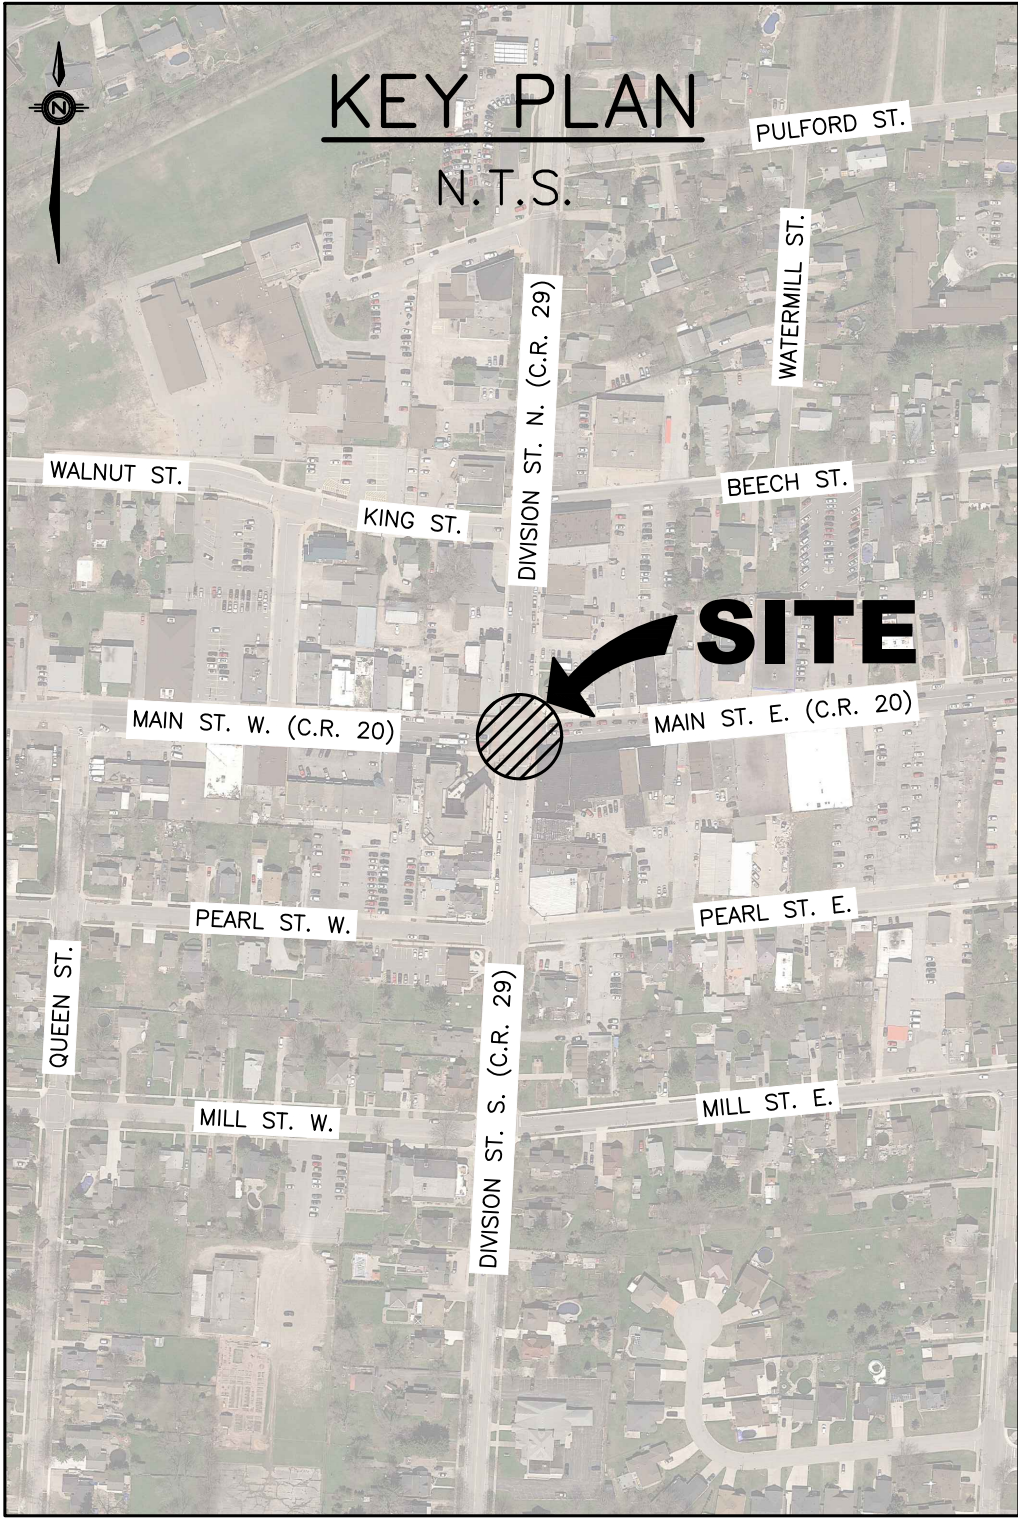 KEY PLAN
N.T.S.
N
PULFORD ST.
WATERMILL ST.
DIVISION ST. N. (C.R. 29)
WALNUT ST.
BEECH ST.
KING ST.
SITE
MAIN ST. W. (C.R. 20)
MAIN ST. E. (C.R. 20)
PEARL ST. W.
PEARL ST. E.
QUEEN ST.
DIVISION ST. S. (C.R. 29)
MILL ST. W.
MILL ST. E.